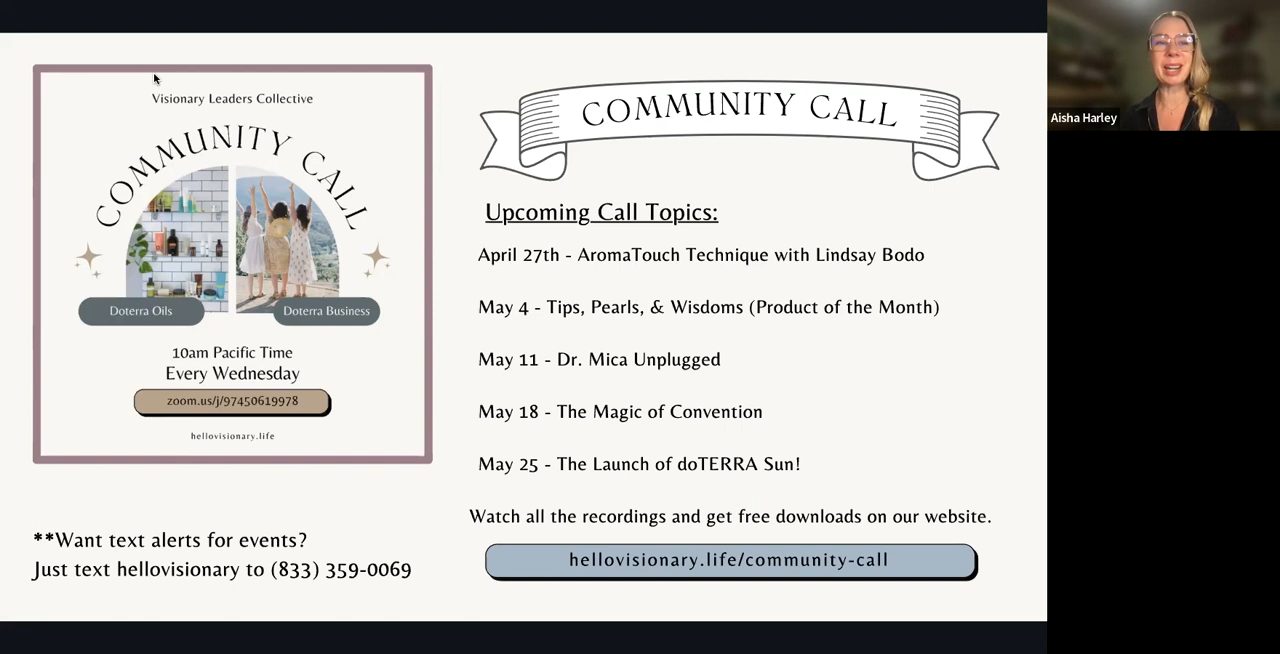 Visionary Leaders Collective
COMMUNITY CALL
Doterra Oils
Doterra Business
10am Pacific Time
Every Wednesday
zoom.us/j/97450619978
hellovisionary.life
**Want text alerts for events?
Just text hellovisionary to (833) 359-0069
COMMUNITY CALL
Upcoming Call Topics:
April 27th - AromaTouch Technique with Lindsay Bodo
May 4 - Tips, Pearls, & Wisdoms (Product of the Month)
May 11 - Dr. Mica Unplugged
May 18 - The Magic of Convention
May 25 - The Launch of doTERRA Sun!
Watch all the recordings and get free downloads on our website.
hellovisionary.life/community-call
Aisha Harley